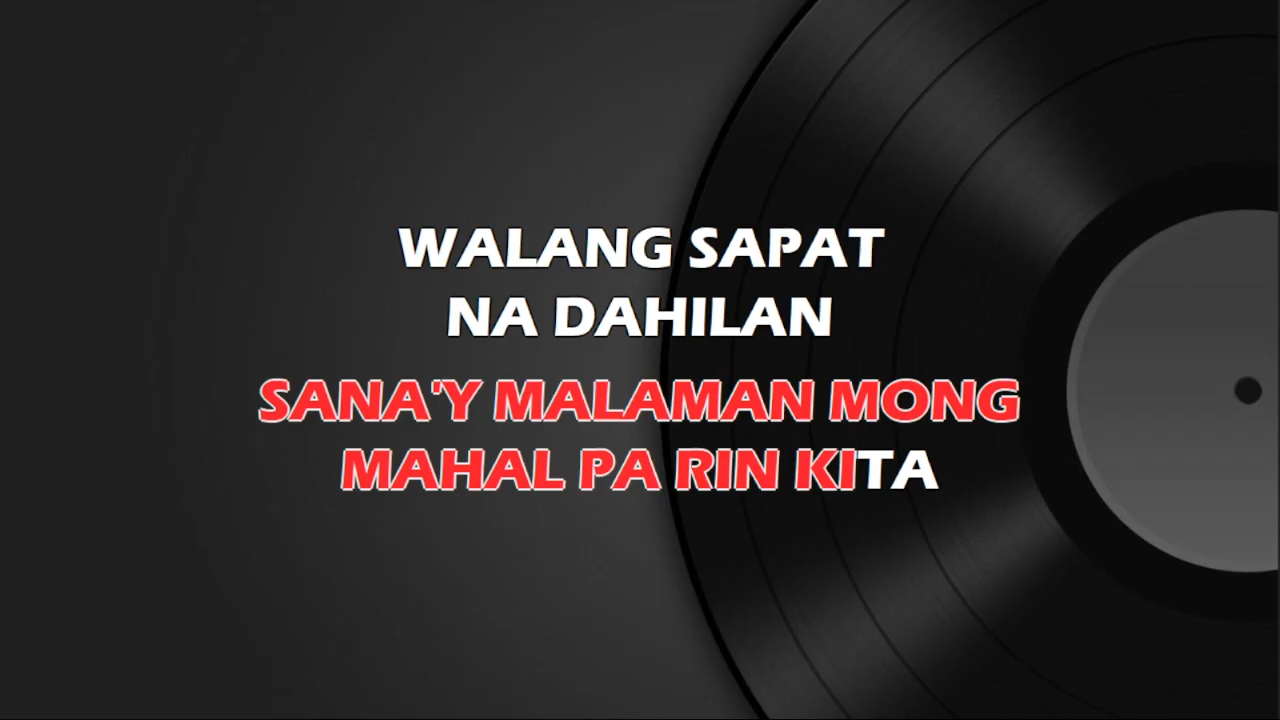 WALANG SAPAT
NA DAHILAN
SANA'Y MALAMAN MONG
MAHAL PA RIN KITA